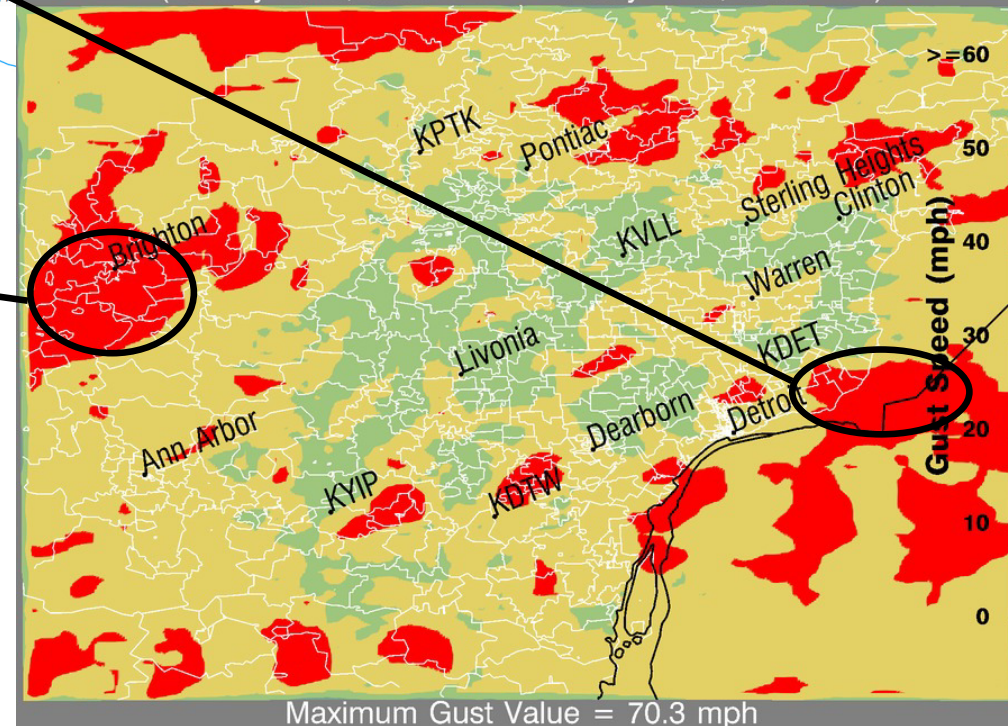 >=60
KPTK
Pontiac
50
Sterling Heights
Clinton
Brighton
KVLL
40
Warren
Gust Speed (mph)
30
KDET
Livonia
Dearborn
Detroit
20
Ann Arbor
KYIP
KDTW
10
0
Maximum Gust Value = 70.3 mph